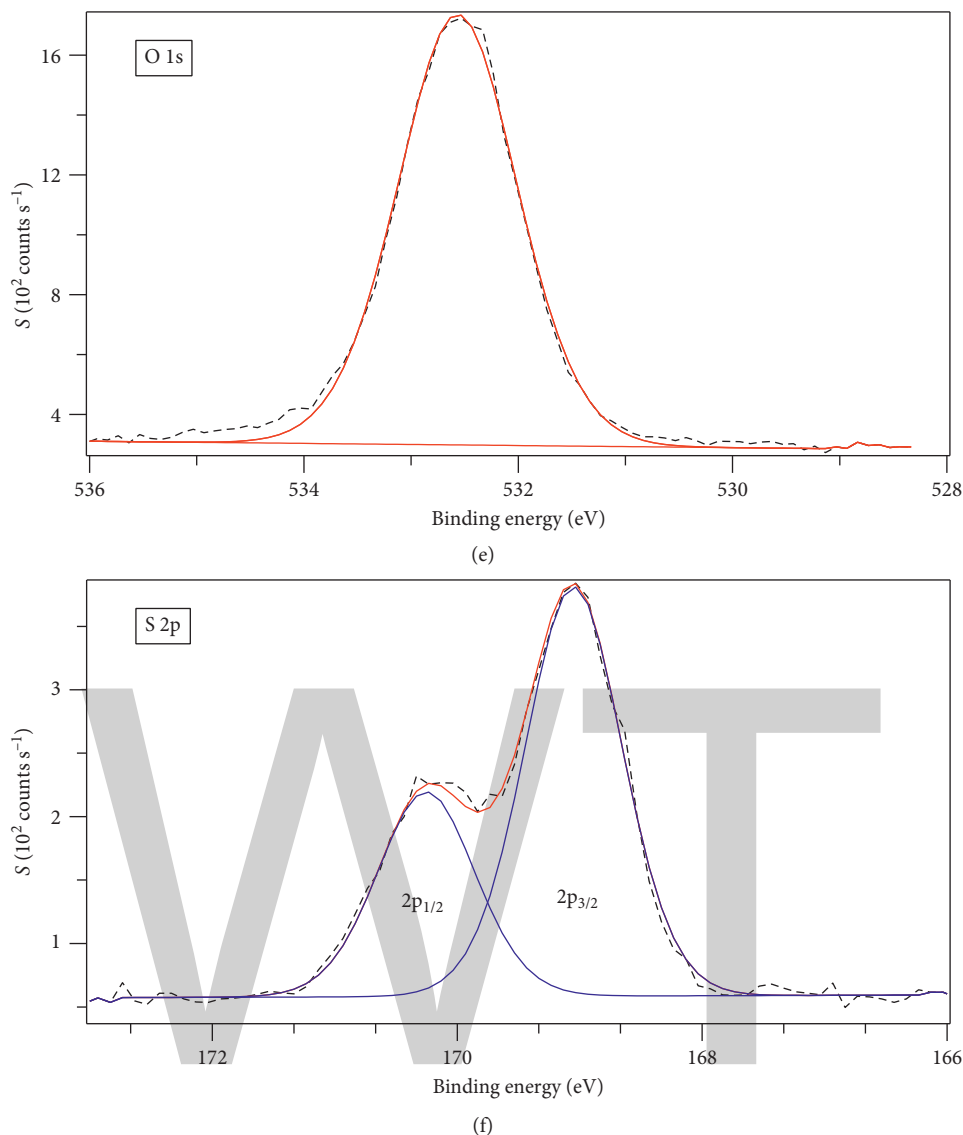 O 1s
16
12
8
4
S (10² counts s⁻¹)
536
534
532
530
528
Binding energy (eV)
(e)
S 2p
3
2
1
S (10² counts s⁻¹)
2p1/2
2p3/2
172
170
168
166
Binding energy (eV)
(f)
WT